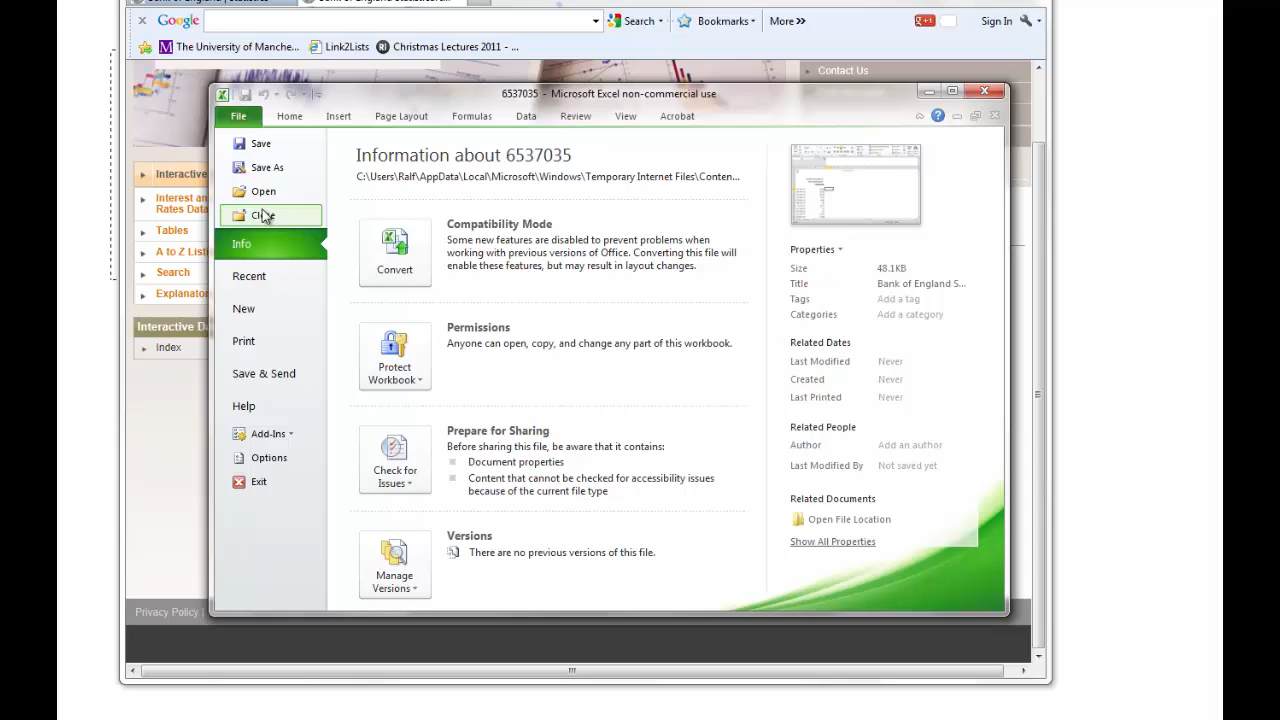 Google
Search
Bookmarks
More »
+1
Sign In
The University of Manche...
Link2Lists
RI
Christmas Lectures 2011 - ...
Contact Us
6537035 - Microsoft Excel non-commercial use
File
Home
Insert
Page Layout
Formulas
Data
Review
View
Acrobat
Save
Save As
Open
Info
Recent
New
Print
Save & Send
Help
Add-Ins
Options
Exit
Information about 6537035
C:\Users\Ralf\AppData\Local\Microsoft\Windows\Temporary Internet Files\Conten...
Convert
Compatibility Mode
Some new features are disabled to prevent problems when
working with previous versions of Office. Converting this file will
enable these features, but may result in layout changes.
Protect
Workbook
Permissions
Anyone can open, copy, and change any part of this workbook.
Check for
Issues
Prepare for Sharing
Before sharing this file, be aware that it contains:
Document properties
Content that cannot be checked for accessibility issues
because of the current file type
Manage
Versions
Versions
There are no previous versions of this file.
Properties
Size 48.1KB
Title Bank of England S...
Tags Add a tag
Categories Add a category
Related Dates
Last Modified Never
Created Never
Last Printed Never
Related People
Author Add an author
Last Modified By Not saved yet
Related Documents
Open File Location
Show All Properties
Interactive
Interest an
Rates Data
Tables
A to Z Listi
Search
Explanator
Interactive Da
Index
Privacy Policy |